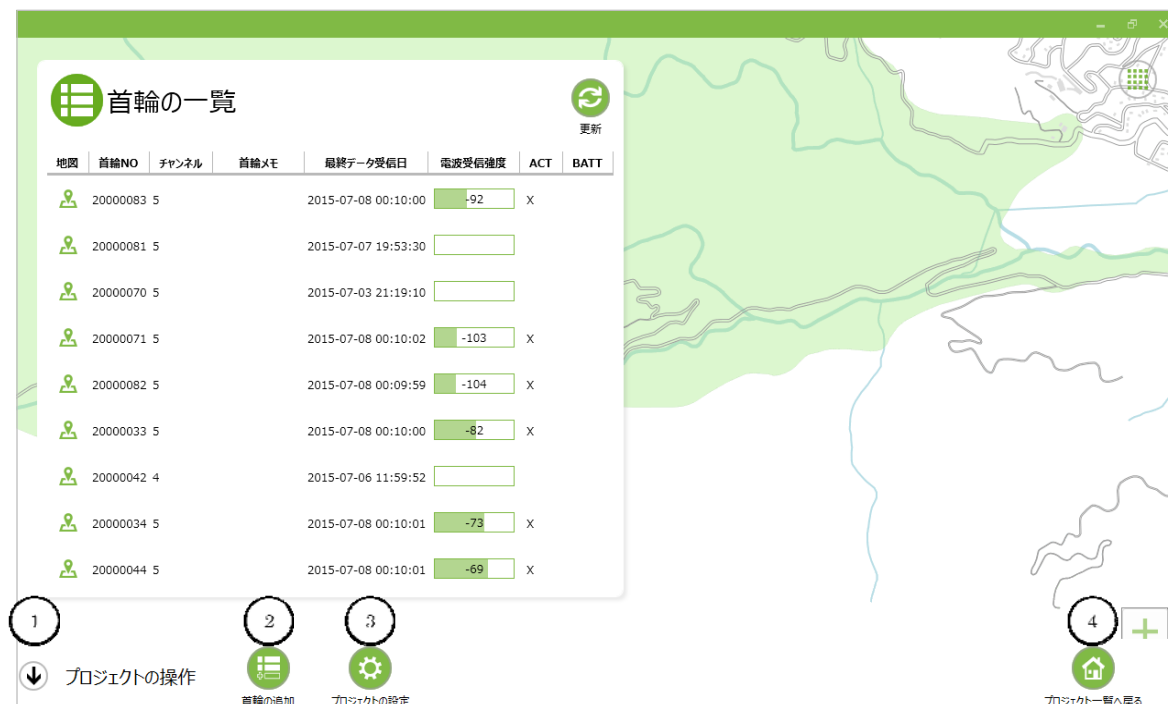 首輪の一覧
更新
地図 首輪NO チャンネル 首輪メモ 最終データ受信日 電波受信強度 ACT BATT
20000083 5 2015-07-08 00:10:00 -92 X
20000081 5 2015-07-07 19:53:30
20000070 5 2015-07-03 21:19:10
20000071 5 2015-07-08 00:10:02 -103 X
20000082 5 2015-07-08 00:09:59 -104 X
20000033 5 2015-07-08 00:10:00 -82 X
20000042 4 2015-07-06 11:59:52
20000034 5 2015-07-08 00:10:01 -73 X
20000044 5 2015-07-08 00:10:01 -69 X
1 2 3 4
プロジェクトの操作
首輪の追加 プロジェクトの設定 プロジェクト一覧へ戻る